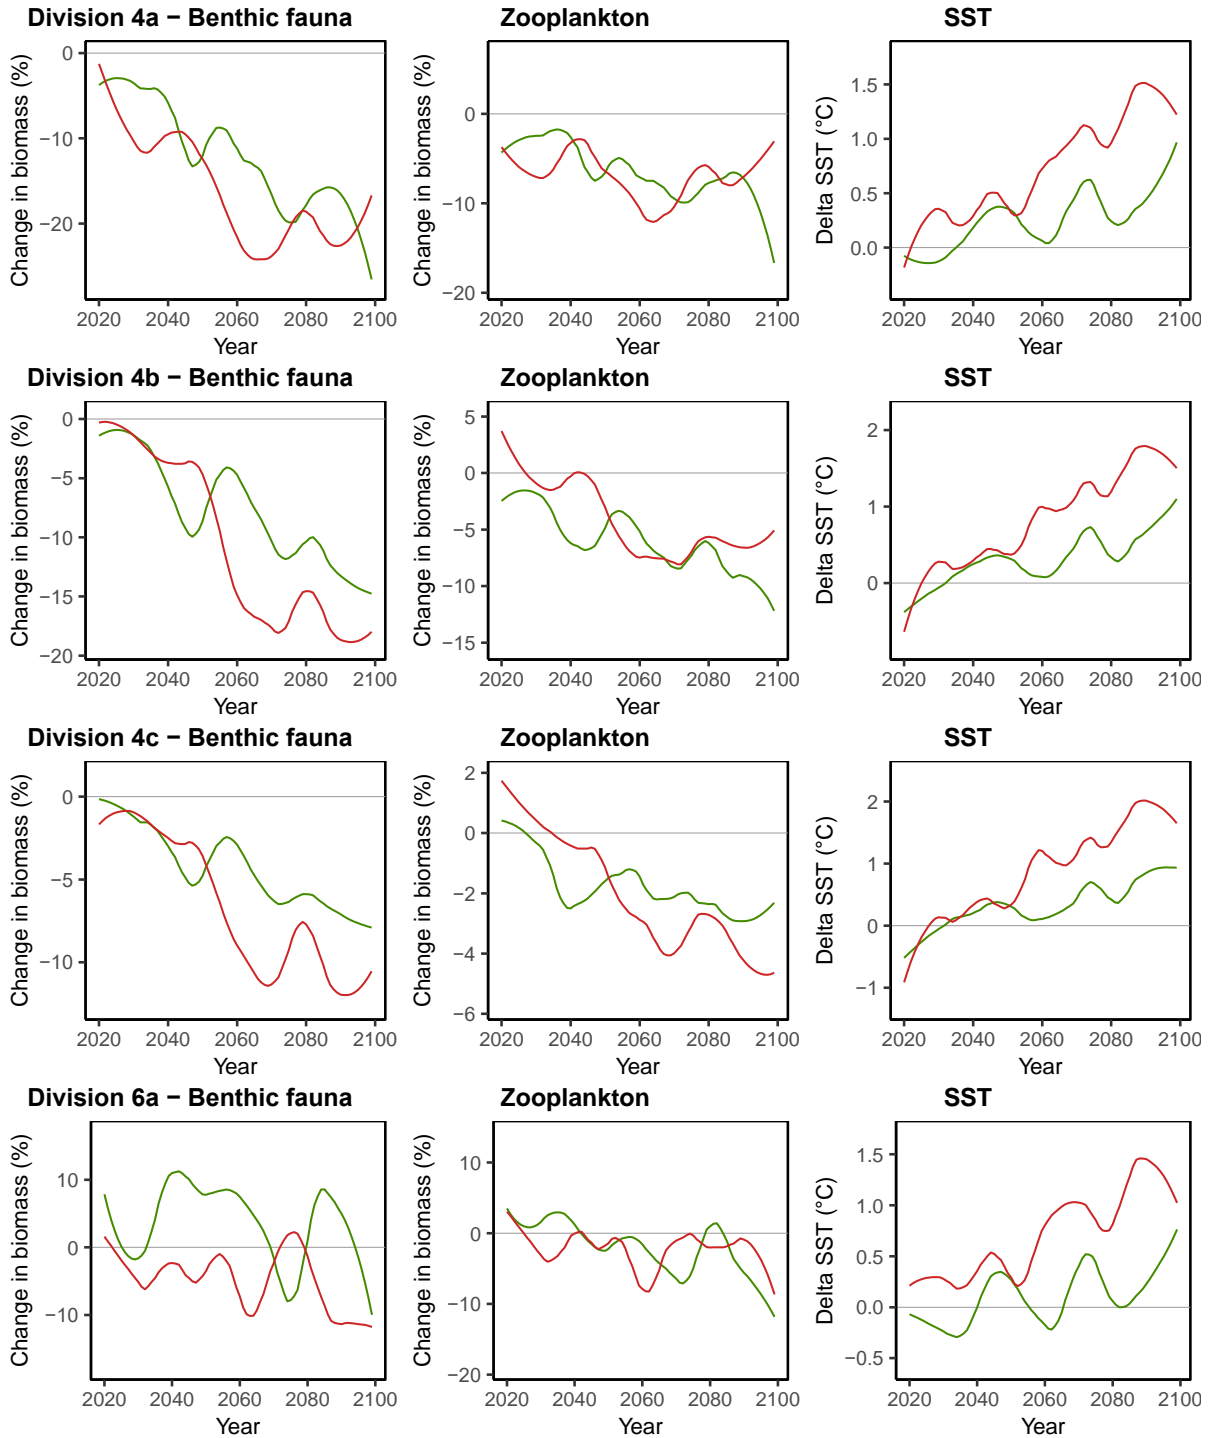 Division 4a − Benthic fauna
Zooplankton
SST
Change in biomass (%)
0
−10
−20
2020 2040 2060 2080 2100
Year
Change in biomass (%)
0
−10
−20
2020 2040 2060 2080 2100
Year
Delta SST (°C)
1.5
1.0
0.5
0.0
2020 2040 2060 2080 2100
Year
Division 4b − Benthic fauna
Zooplankton
SST
Change in biomass (%)
0
−5
−10
−15
−20
2020 2040 2060 2080 2100
Year
Change in biomass (%)
5
0
−5
−10
−15
2020 2040 2060 2080 2100
Year
Delta SST (°C)
2
1
0
2020 2040 2060 2080 2100
Year
Division 4c − Benthic fauna
Zooplankton
SST
Change in biomass (%)
0
−5
−10
2020 2040 2060 2080 2100
Year
Change in biomass (%)
2
0
−2
−4
−6
2020 2040 2060 2080 2100
Year
Delta SST (°C)
2
1
0
−1
2020 2040 2060 2080 2100
Year
Division 6a − Benthic fauna
Zooplankton
SST
Change in biomass (%)
10
0
−10
2020 2040 2060 2080 2100
Year
Change in biomass (%)
10
0
−10
−20
2020 2040 2060 2080 2100
Year
Delta SST (°C)
1.5
1.0
0.5
0.0
−0.5
2020 2040 2060 2080 2100
Year